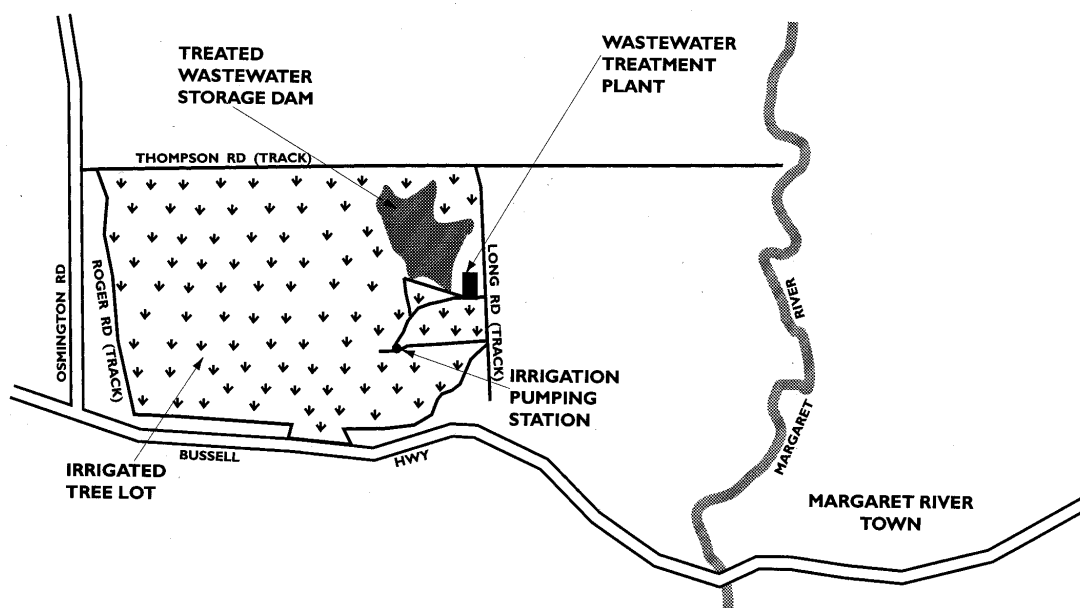 TREATED
WASTEWATER
STORAGE DAM
WASTEWATER
TREATMENT
PLANT
THOMPSON RD (TRACK)
OSMINGTON RD
ROGER RD (TRACK)
LONG RD (TRACK)
RIVER
MARGARET
IRRIGATION
PUMPING
STATION
BUSSELL
HWY
IRRIGATED
TREE LOT
MARGARET RIVER
TOWN